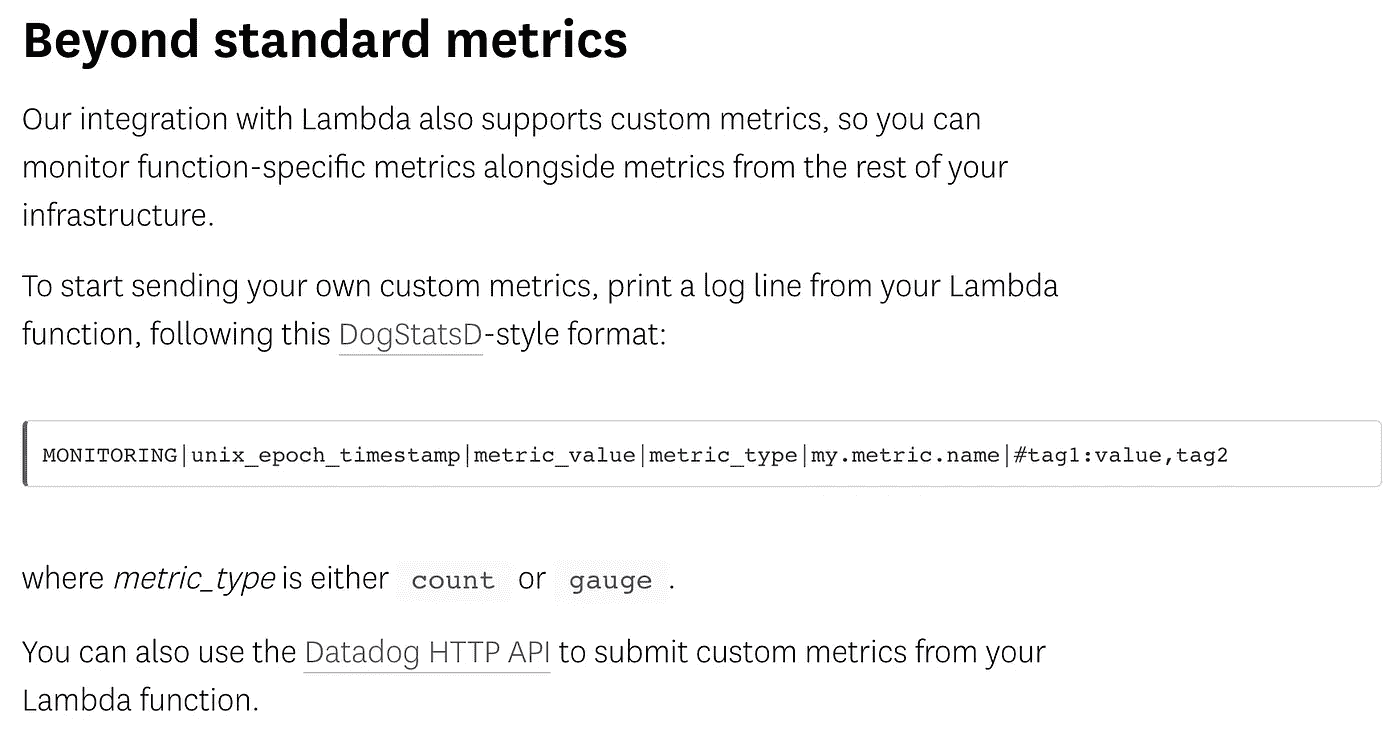 Beyond standard metrics
Our integration with Lambda also supports custom metrics, so you can
monitor function-specific metrics alongside metrics from the rest of your
infrastructure.
To start sending your own custom metrics, print a log line from your Lambda
function, following this DogStatsD-style format:
MONITORING|unix_epoch_timestamp|metric_value|metric_type|my.metric.name|#tag1:value,tag2
where metric_type is either count or gauge .
You can also use the Datadog HTTP API to submit custom metrics from your
Lambda function.